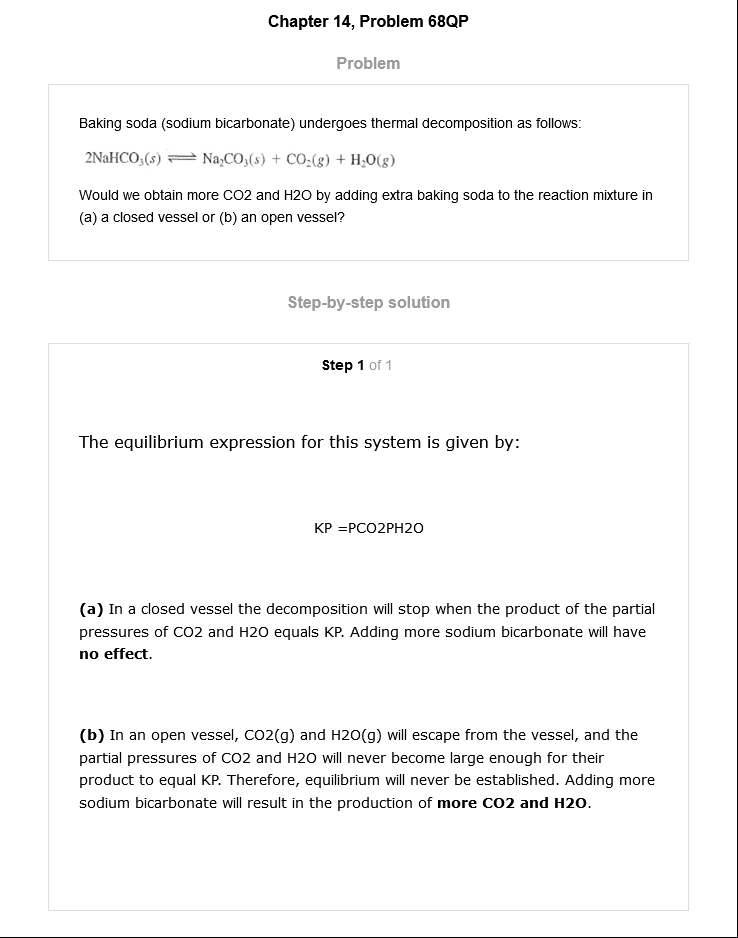 Chapter 14, Problem 68QP
Problem
Baking soda (sodium bicarbonate) undergoes thermal decomposition as follows:
2NaHCO₃(s) ⇌ Na₂CO₃(s) + CO₂(g) + H₂O(g)
Would we obtain more CO2 and H2O by adding extra baking soda to the reaction mixture in
(a) a closed vessel or (b) an open vessel?
Step-by-step solution
Step 1 of 1
The equilibrium expression for this system is given by:
KP =PCO2PH2O
(a) In a closed vessel the decomposition will stop when the product of the partial
pressures of CO2 and H2O equals KP. Adding more sodium bicarbonate will have
no effect.
(b) In an open vessel, CO2(g) and H2O(g) will escape from the vessel, and the
partial pressures of CO2 and H2O will never become large enough for their
product to equal KP. Therefore, equilibrium will never be established. Adding more
sodium bicarbonate will result in the production of more CO2 and H2O.